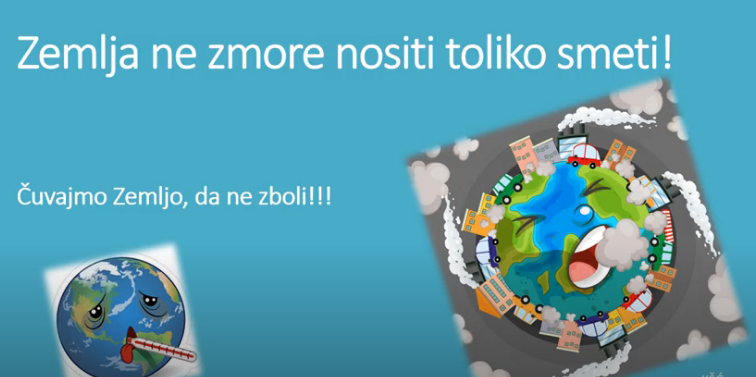 Zemlja ne zmore nositi toliko smeti!
Čuvajmo Zemljo, da ne zboli!!!